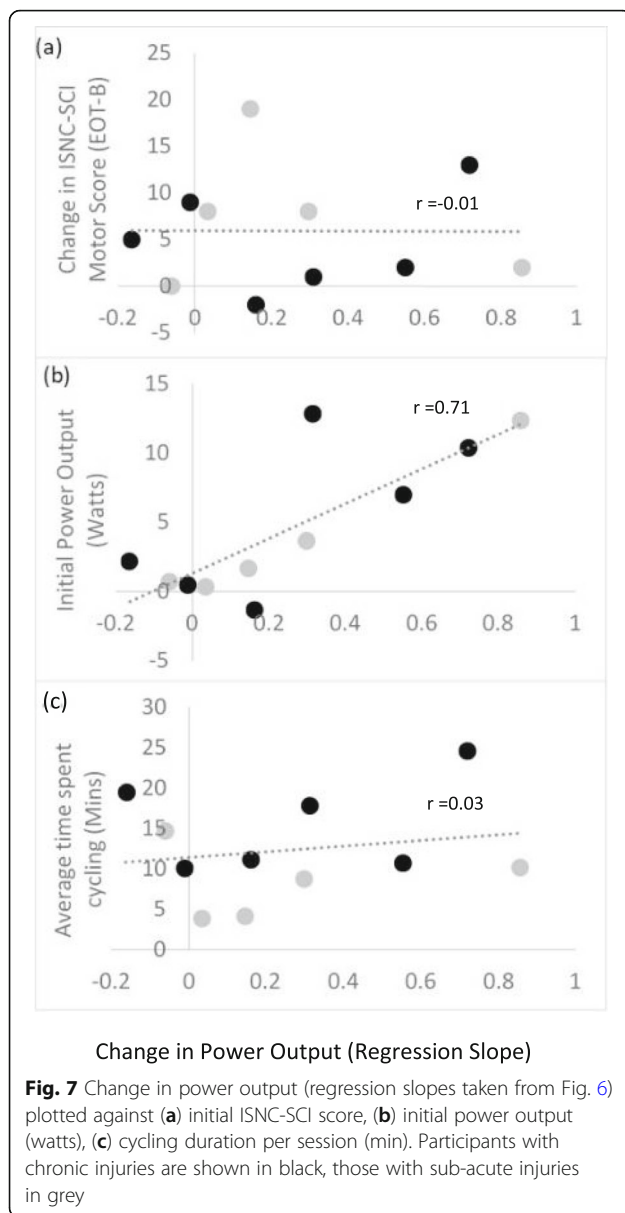 (a)
25
20
15
10
5
0
-5
Change in ISNC-SCI
Motor Score (EOT-B)
r =-0.01
-0.2 0 0.2 0.4 0.6 0.8 1
(b)
15
10
5
0
-5
Initial Power Output
(Watts)
r =0.71
-0.2 0 0.2 0.4 0.6 0.8 1
(c)
30
25
20
15
10
5
0
Average time spent
cycling (Mins)
r =0.03
-0.2 0 0.2 0.4 0.6 0.8 1
Change in Power Output (Regression Slope)
Fig. 7 Change in power output (regression slopes taken from Fig. 6)
plotted against (a) initial ISNC-SCI score, (b) initial power output
(watts), (c) cycling duration per session (min). Participants with
chronic injuries are shown in black, those with sub-acute injuries
in grey